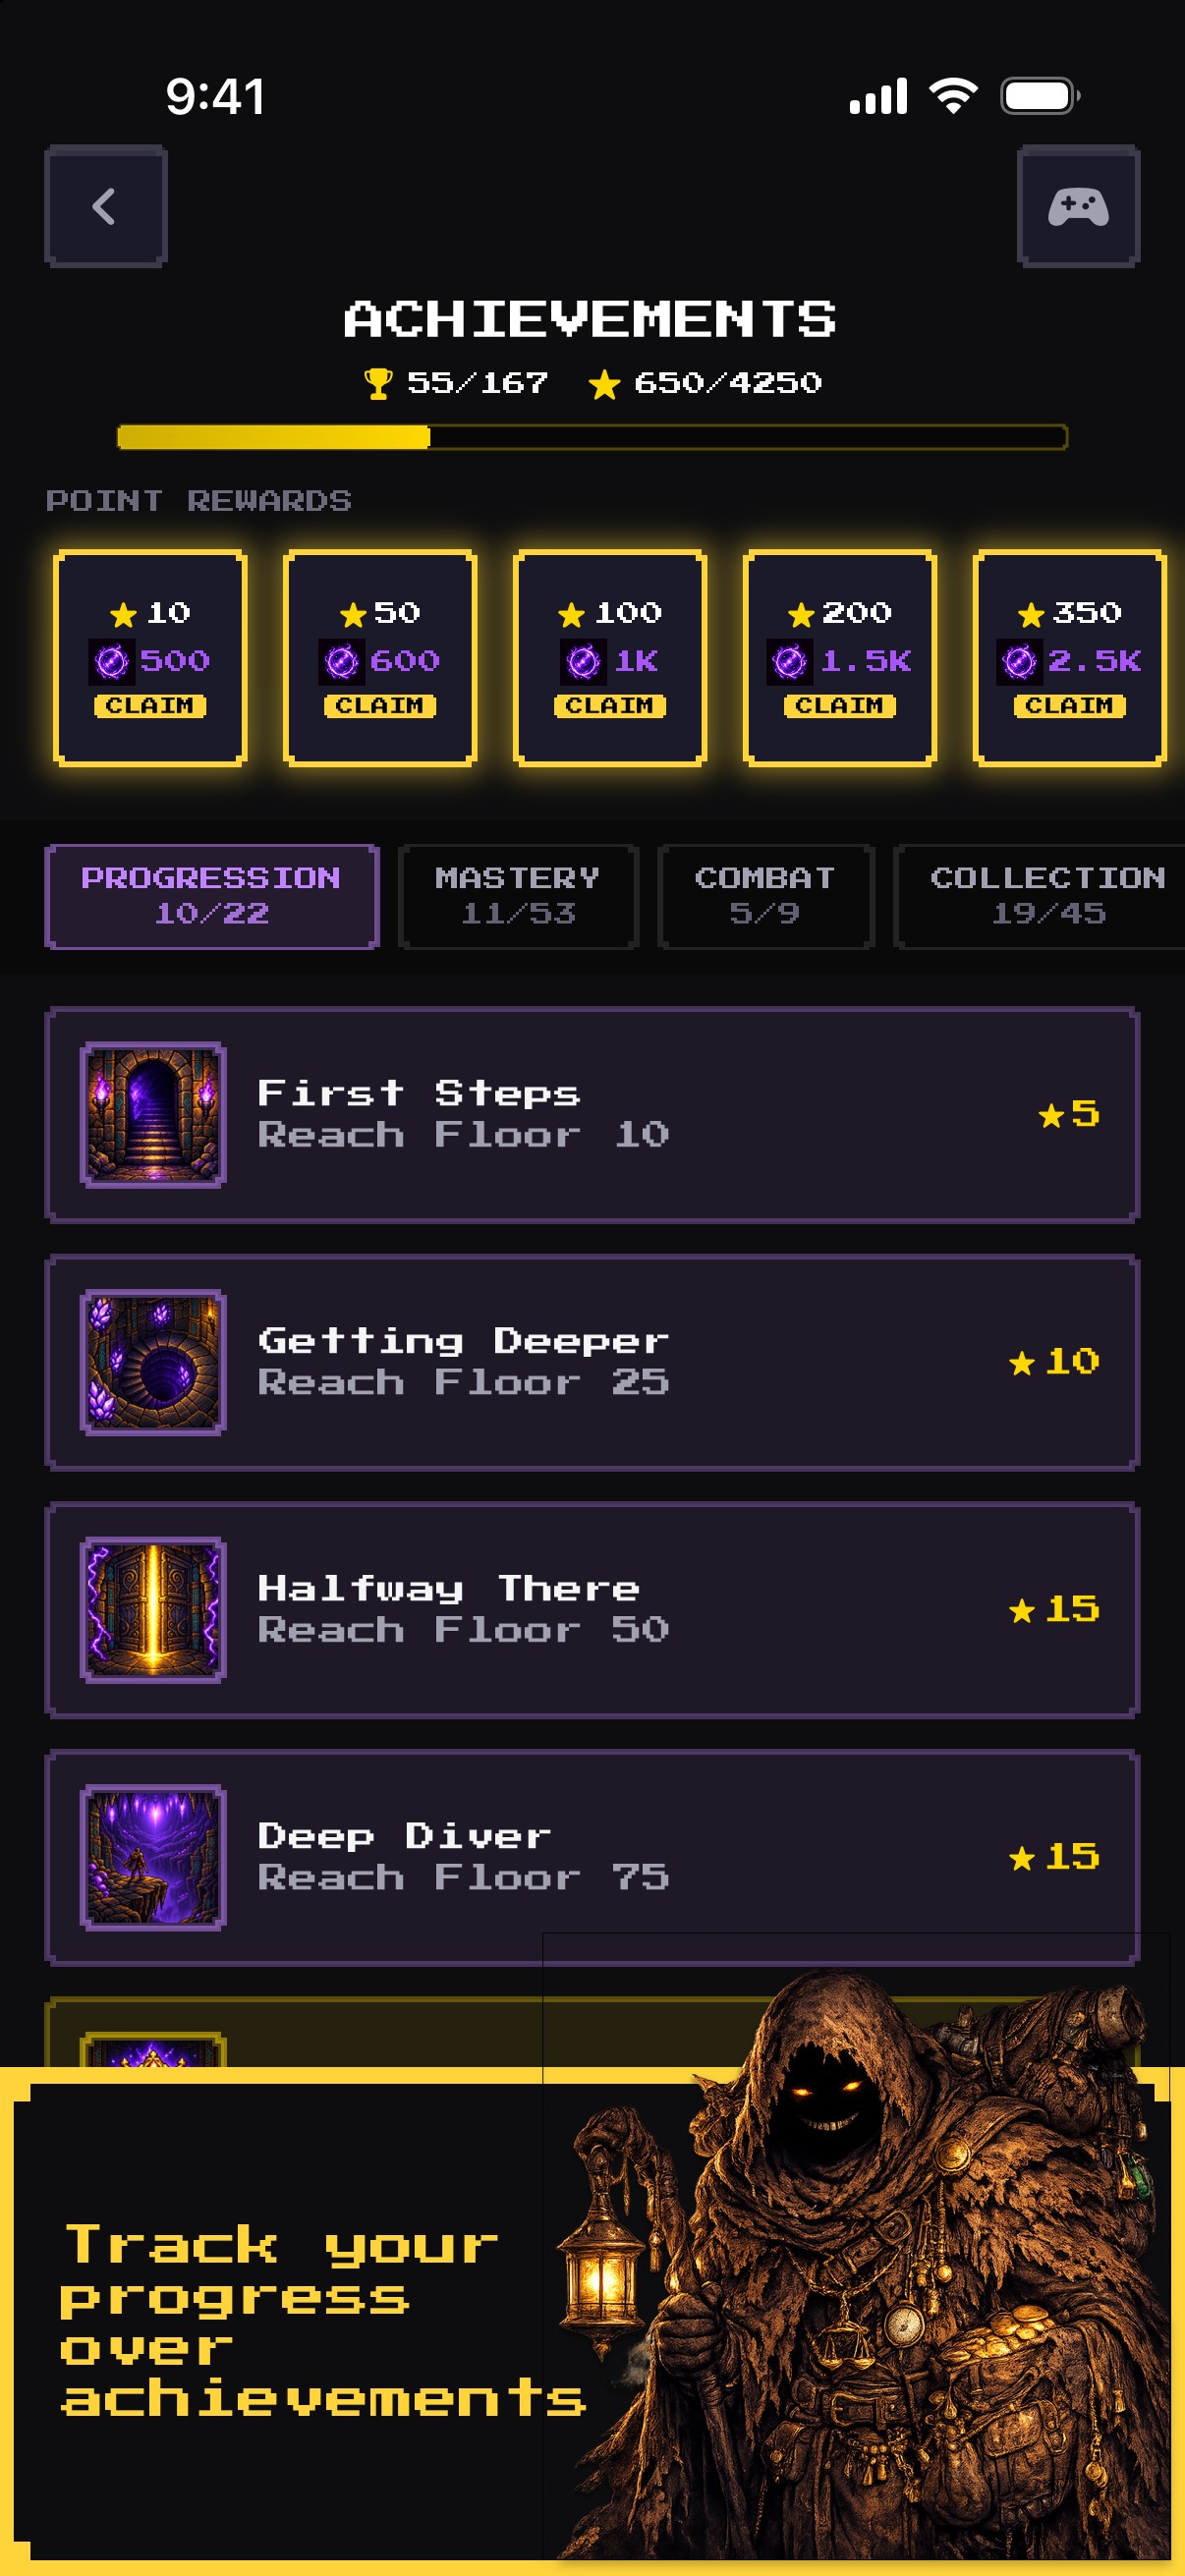 9:41
ACHIEVEMENTS
55/167 650/4250
POINT REWARDS
10 50 100 200 350
500 600 1K 1.5K 2.5K
CLAIM CLAIM CLAIM CLAIM CLAIM
PROGRESSION MASTERY COMBAT COLLECTION
10/22 11/53 5/9 19/45
First Steps
Reach Floor 10
5
Getting Deeper
Reach Floor 25
10
Halfway There
Reach Floor 50
15
Deep Diver
Reach Floor 75
15
Track your
progress
over
achievements